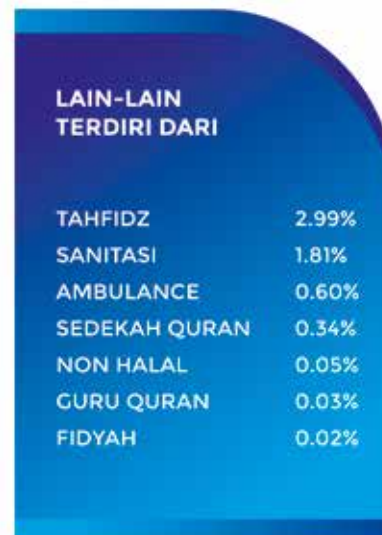 LAIN-LAIN
TERDIRI DARI
TAHFIDZ 2.99%
SANITASI 1.81%
AMBULANCE 0.60%
SEDEKAH QURAN 0.34%
NON HALAL 0.05%
GURU QURAN 0.03%
FIDYAH 0.02%